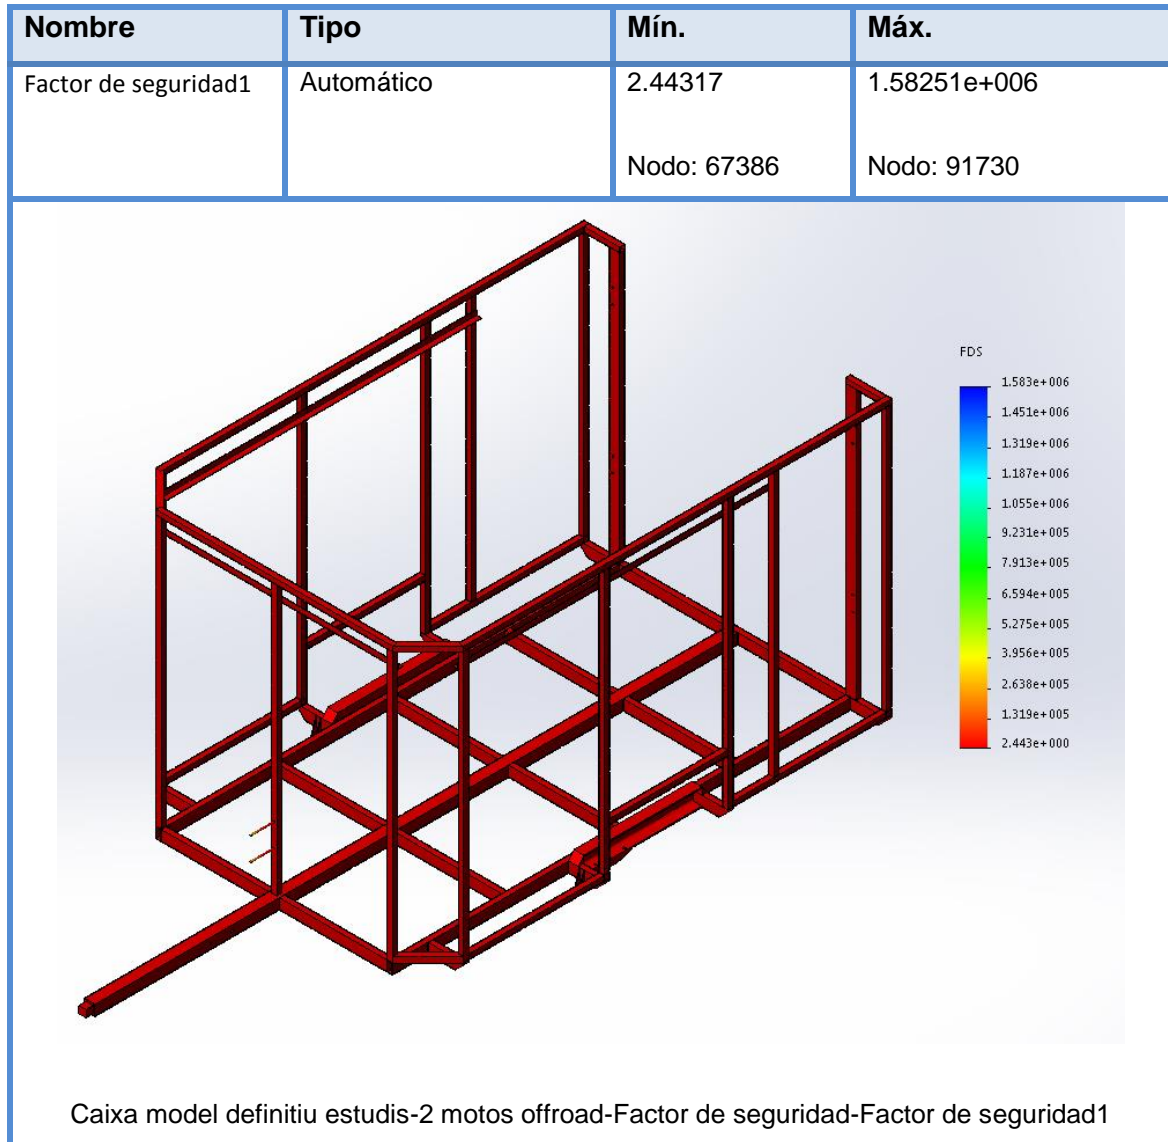 Nombre Tipo Mín. Máx.
Factor de seguridad1 Automático 2.44317 1.58251e+006
Nodo: 67386 Nodo: 91730
FDS
1.583e+006
1.451e+006
1.319e+006
1.187e+006
1.055e+006
9.231e+005
7.913e+005
6.594e+005
5.275e+005
3.956e+005
2.638e+005
1.319e+005
2.443e+000
Caixa model definitiu estudis-2 motos offroad-Factor de seguridad-Factor de seguridad1